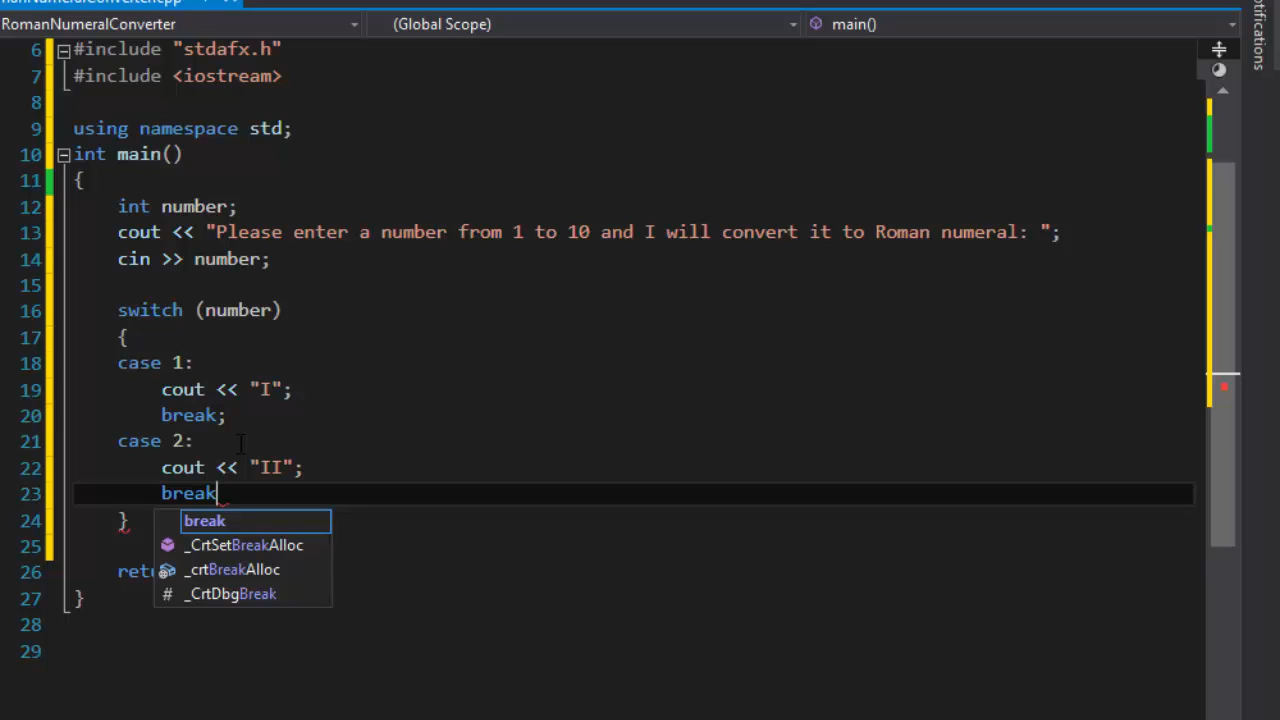 RomanNumeralConverter (Global Scope) main()
6 #include "stdafx.h"
7 #include <iostream>
8
9 using namespace std;
10 int main()
11 {
12 int number;
13 cout << "Please enter a number from 1 to 10 and I will convert it to Roman numeral: ";
14 cin >> number;
15
16 switch (number)
17 {
18 case 1:
19 cout << "I";
20 break;
21 case 2:
22 cout << "II";
23 break
24 }
break
25
_CrtSetBreakAlloc
26 retu
_crtBreakAlloc
27 }
# _CrtDbgBreak
28
29
Notifications